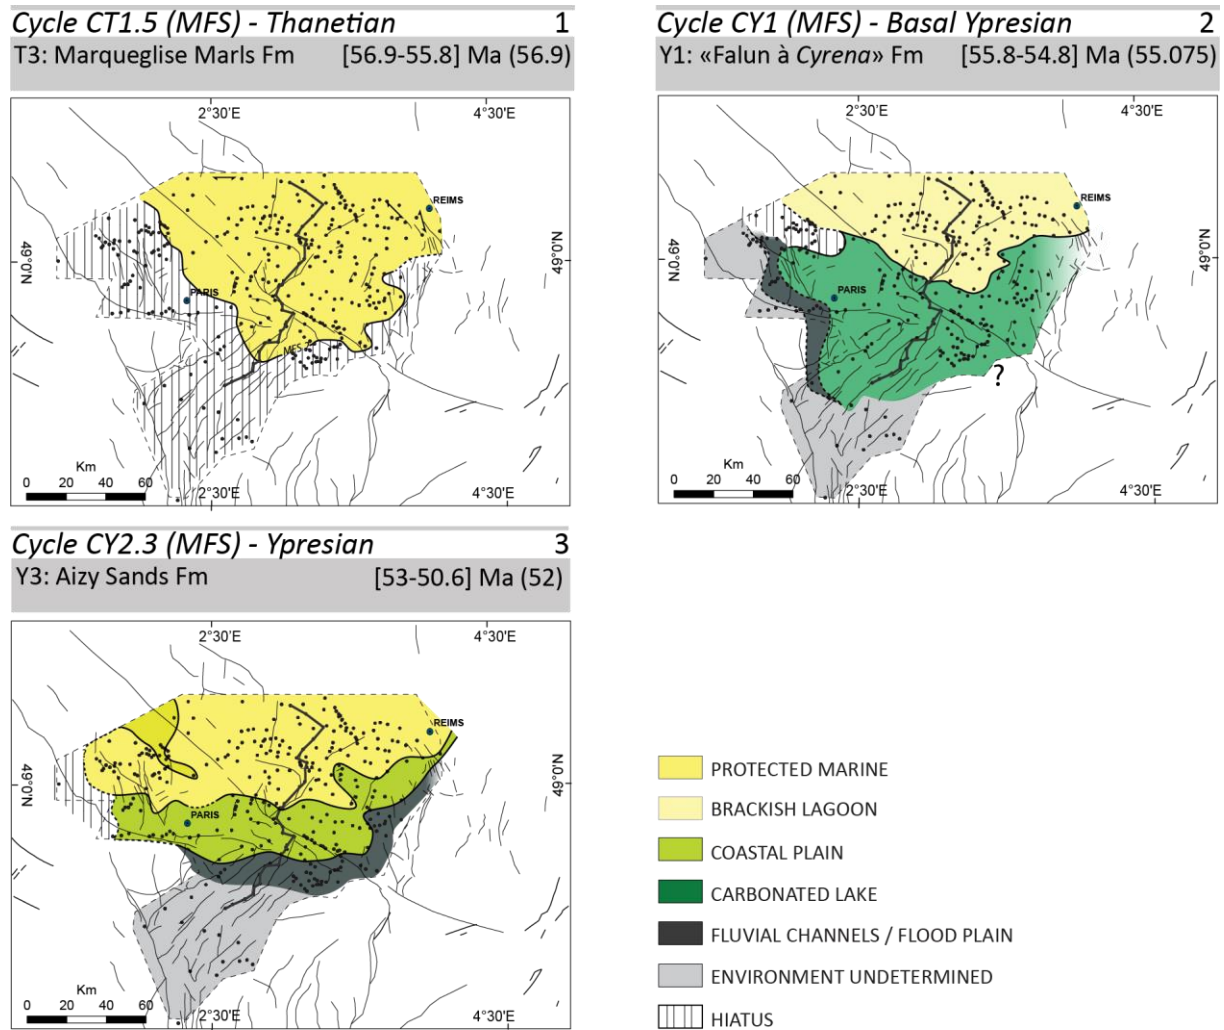 Cycle CT1.5 (MFS) - Thanetian 1
T3: Marqueglise Marls Fm [56.9-55.8] Ma (56.9)
2°30'E 4°30'E
REIMS
49°0'N 49°0'N
PARIS
MFS
Km
0 20 40 60
2°30'E 4°30'E
Cycle CY1 (MFS) - Basal Ypresian 2
Y1: «Falun à Cyrena» Fm [55.8-54.8] Ma (55.075)
2°30'E 4°30'E
REIMS
49°0'N 49°0'N
PARIS
?
Km
0 20 40 60
2°30'E 4°30'E
Cycle CY2.3 (MFS) - Ypresian 3
Y3: Aizy Sands Fm [53-50.6] Ma (52)
2°30'E 4°30'E
REIMS
49°0'N 49°0'N
PARIS
Km
0 20 40 60
2°30'E 4°30'E
PROTECTED MARINE
BRACKISH LAGOON
COASTAL PLAIN
CARBONATED LAKE
FLUVIAL CHANNELS / FLOOD PLAIN
ENVIRONMENT UNDETERMINED
HIATUS